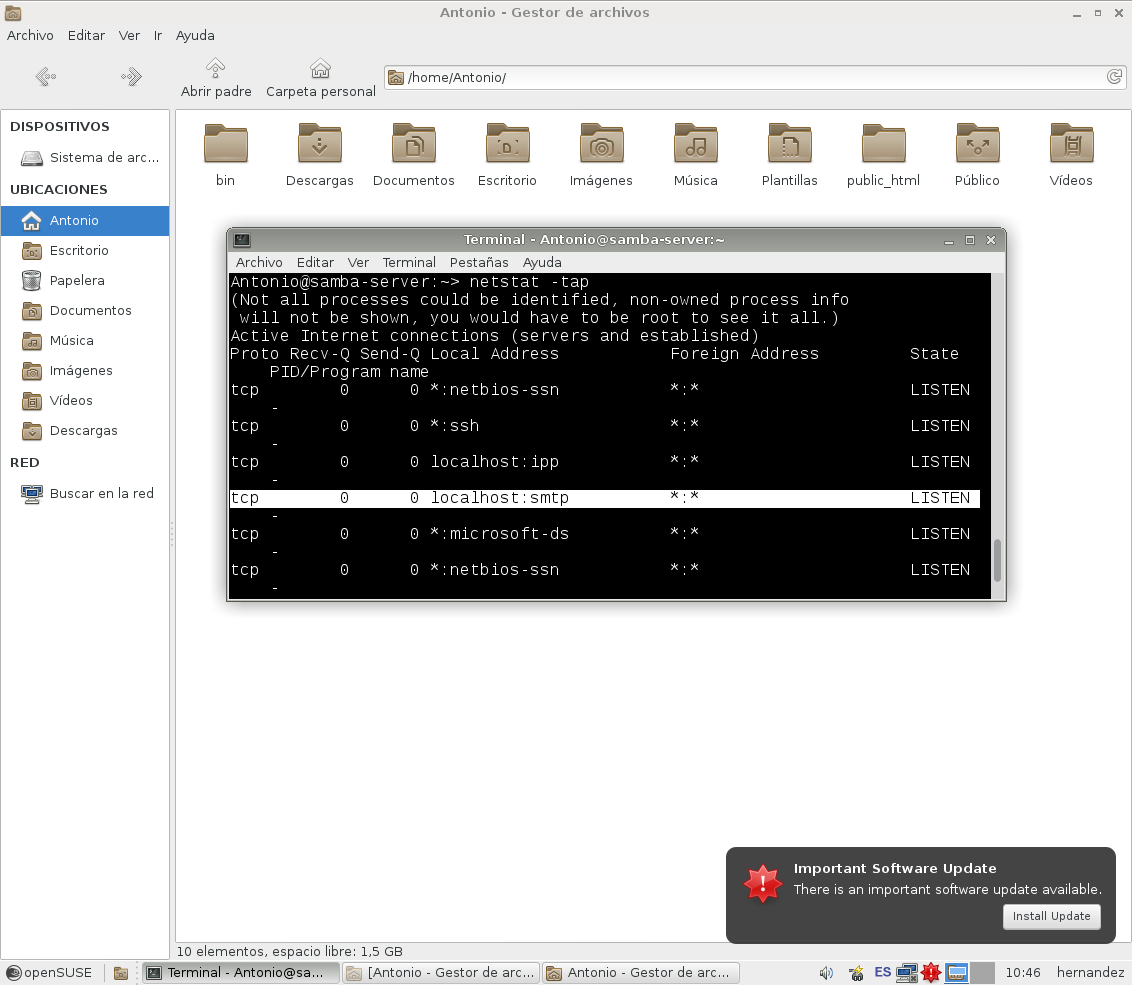 Antonio - Gestor de archivos
Archivo Editar Ver Ir Ayuda
Abrir padre Carpeta personal /home/Antonio/
DISPOSITIVOS
Sistema de arc...
UBICACIONES
Antonio
Escritorio
Papelera
Documentos
Música
Imágenes
Vídeos
Descargas
RED
Buscar en la red
bin Descargas Documentos Escritorio Imágenes Música Plantillas public_html Público Vídeos
Terminal - Antonio@samba-server:~
Archivo Editar Ver Terminal Pestañas Ayuda
Antonio@samba-server:~> netstat -tap
(Not all processes could be identified, non-owned process info
will not be shown, you would have to be root to see it all.)
Active Internet connections (servers and established)
Proto Recv-Q Send-Q Local Address Foreign Address State
PID/Program name
tcp 0 0 *:netbios-ssn *:* LISTEN
-
tcp 0 0 *:ssh *:* LISTEN
-
tcp 0 0 localhost:ipp *:* LISTEN
-
tcp 0 0 localhost:smtp *:* LISTEN
-
tcp 0 0 *:microsoft-ds *:* LISTEN
-
tcp 0 0 *:netbios-ssn *:* LISTEN
-
Important Software Update
There is an important software update available.
Install Update
10 elementos, espacio libre: 1,5 GB
openSUSE Terminal - Antonio@sa... [Antonio - Gestor de arc... Antonio - Gestor de arc... ES 10:46 hernandez